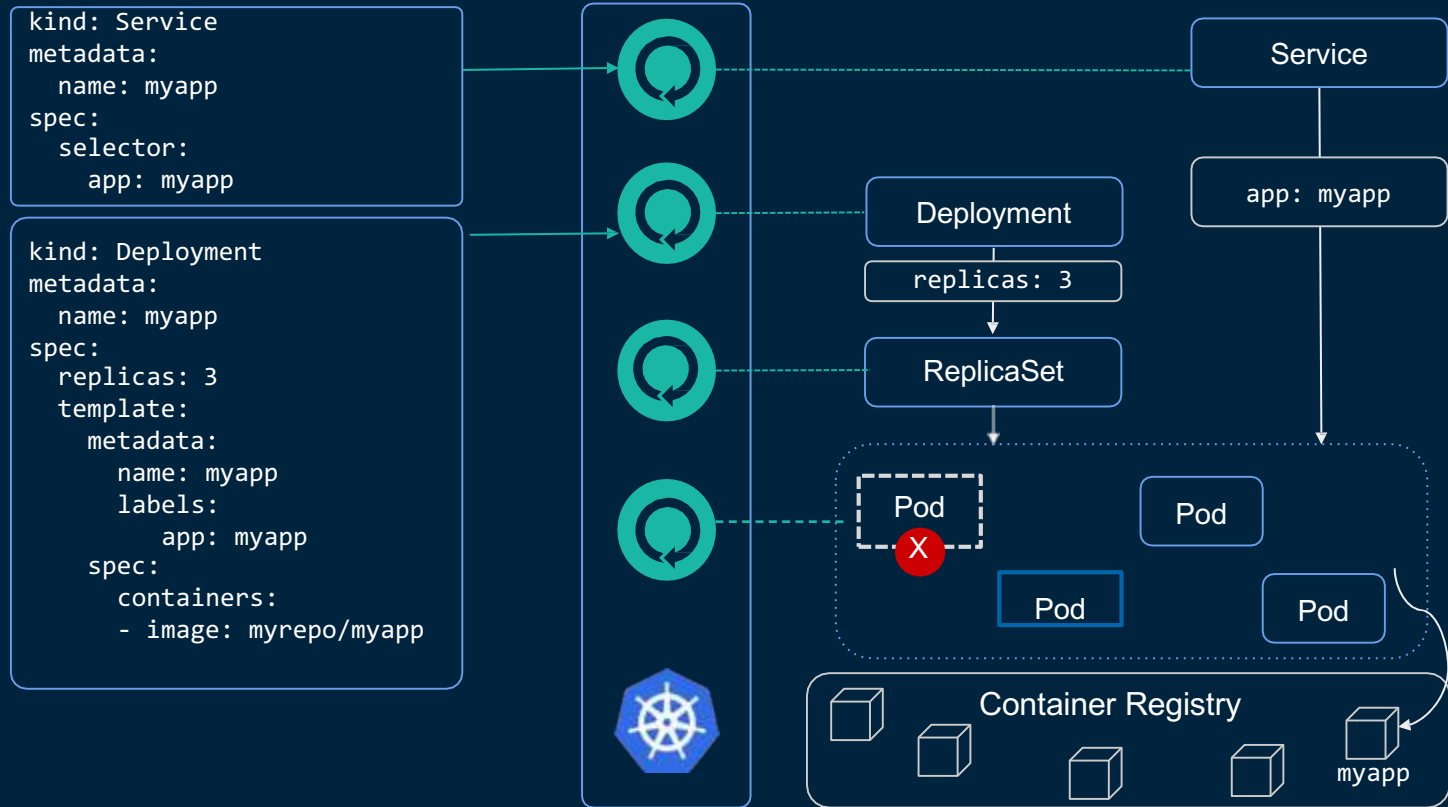 kind: Service
metadata:
  name: myapp
spec:
  selector:
    app: myapp
kind: Deployment
metadata:
  name: myapp
spec:
  replicas: 3
  template:
    metadata:
      name: myapp
      labels:
         app: myapp
    spec:
      containers:
      - image: myrepo/myapp
Service
app: myapp
Deployment
replicas: 3
ReplicaSet
Pod
X
Pod
Pod
Pod
Container Registry
myapp